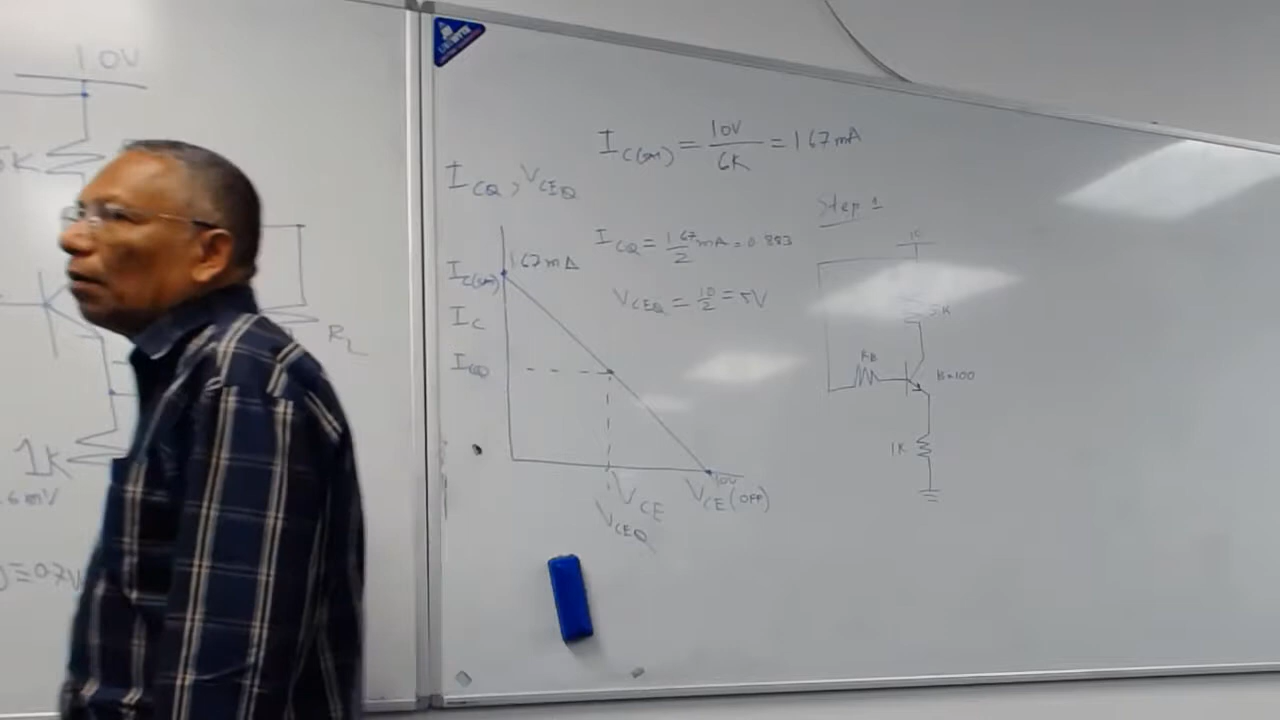 10V
5K
RL
1K
.6mV
=0.7V
IC(SAT) = 10V/6K = 1.67mA
ICQ, VCEQ
Step 1
ICQ = 1.67mA/2 = 0.883
VCEQ = 10/2 = 5V
IC(SAT)
1.67mA
IC
ICQ
VCE
VCEQ
10V
VCE(OFF)
5K
RB
B=100
1K